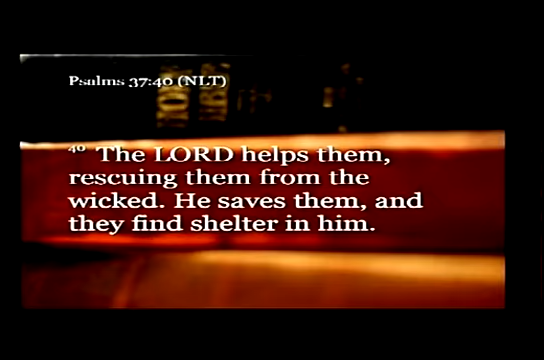 Psalms 37:40 (NLT)
40 The LORD helps them,
rescuing them from the
wicked. He saves them, and
they find shelter in him.